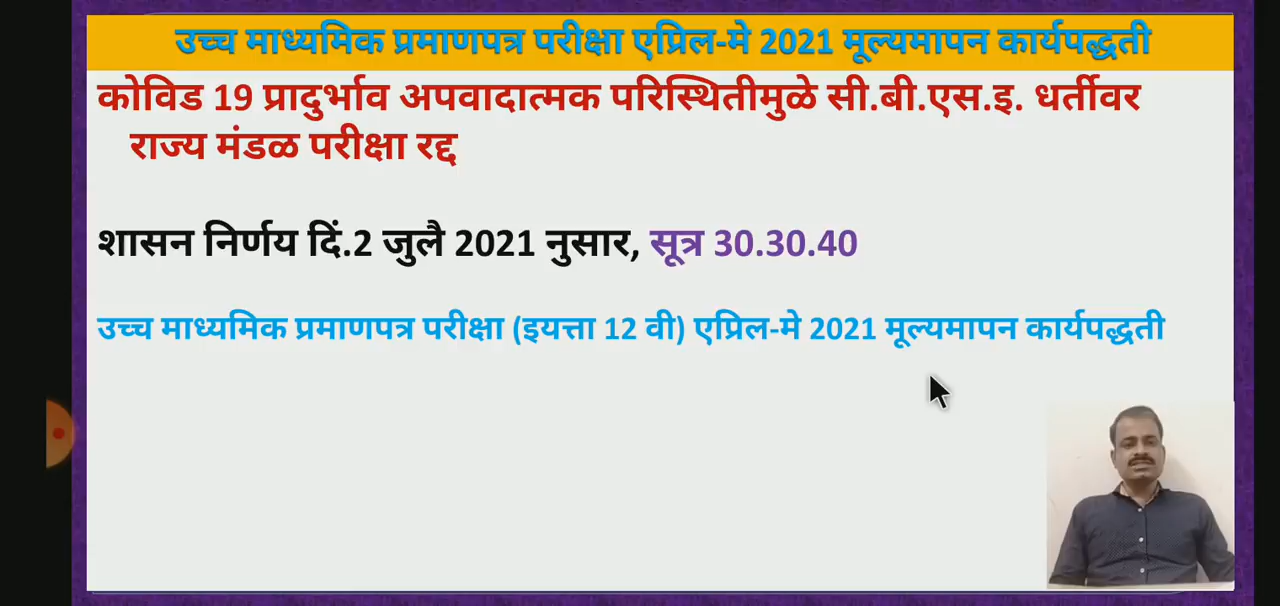 उच्च माध्यमिक प्रमाणपत्र परीक्षा एप्रिल-मे 2021 मूल्यमापन कार्यपद्धती
कोविड 19 प्रादुर्भाव अपवादात्मक परिस्थितीमुळे सी.बी.एस.इ. धर्तीवर
राज्य मंडळ परीक्षा रद्द
शासन निर्णय दिं.2 जुलै 2021 नुसार, सूत्र 30.30.40
उच्च माध्यमिक प्रमाणपत्र परीक्षा (इयत्ता 12 वी) एप्रिल-मे 2021 मूल्यमापन कार्यपद्धती